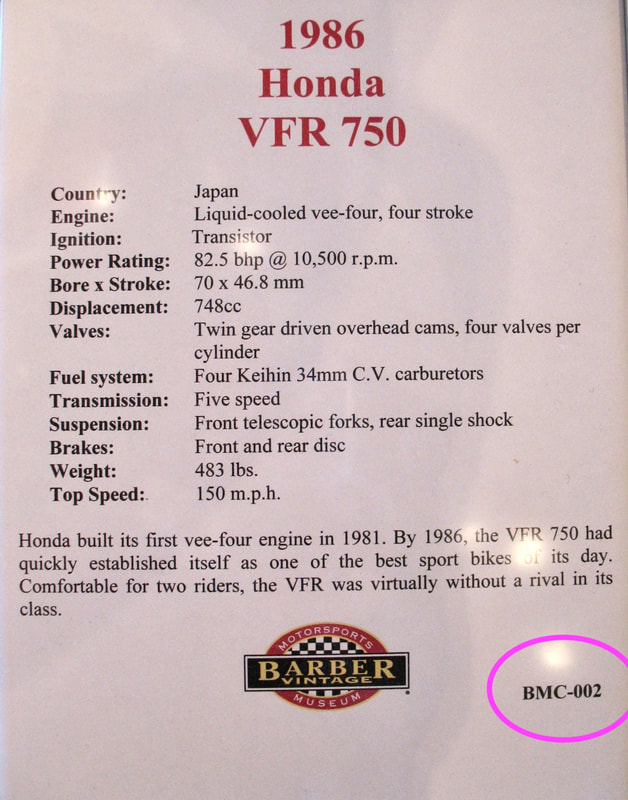 1986
Honda
VFR 750
Country: Japan
Engine: Liquid-cooled vee-four, four stroke
Ignition: Transistor
Power Rating: 82.5 bhp @ 10,500 r.p.m.
Bore x Stroke: 70 x 46.8 mm
Displacement: 748cc
Valves: Twin gear driven overhead cams, four valves per
cylinder
Fuel system: Four Keihin 34mm C.V. carburetors
Transmission: Five speed
Suspension: Front telescopic forks, rear single shock
Brakes: Front and rear disc
Weight: 483 lbs.
Top Speed: 150 m.p.h.
Honda built its first vee-four engine in 1981. By 1986, the VFR 750 had
quickly established itself as one of the best sport bikes of its day.
Comfortable for two riders, the VFR was virtually without a rival in its
class.
MOTORSPORTS
BARBER
VINTAGE
MUSEUM
BMC-002